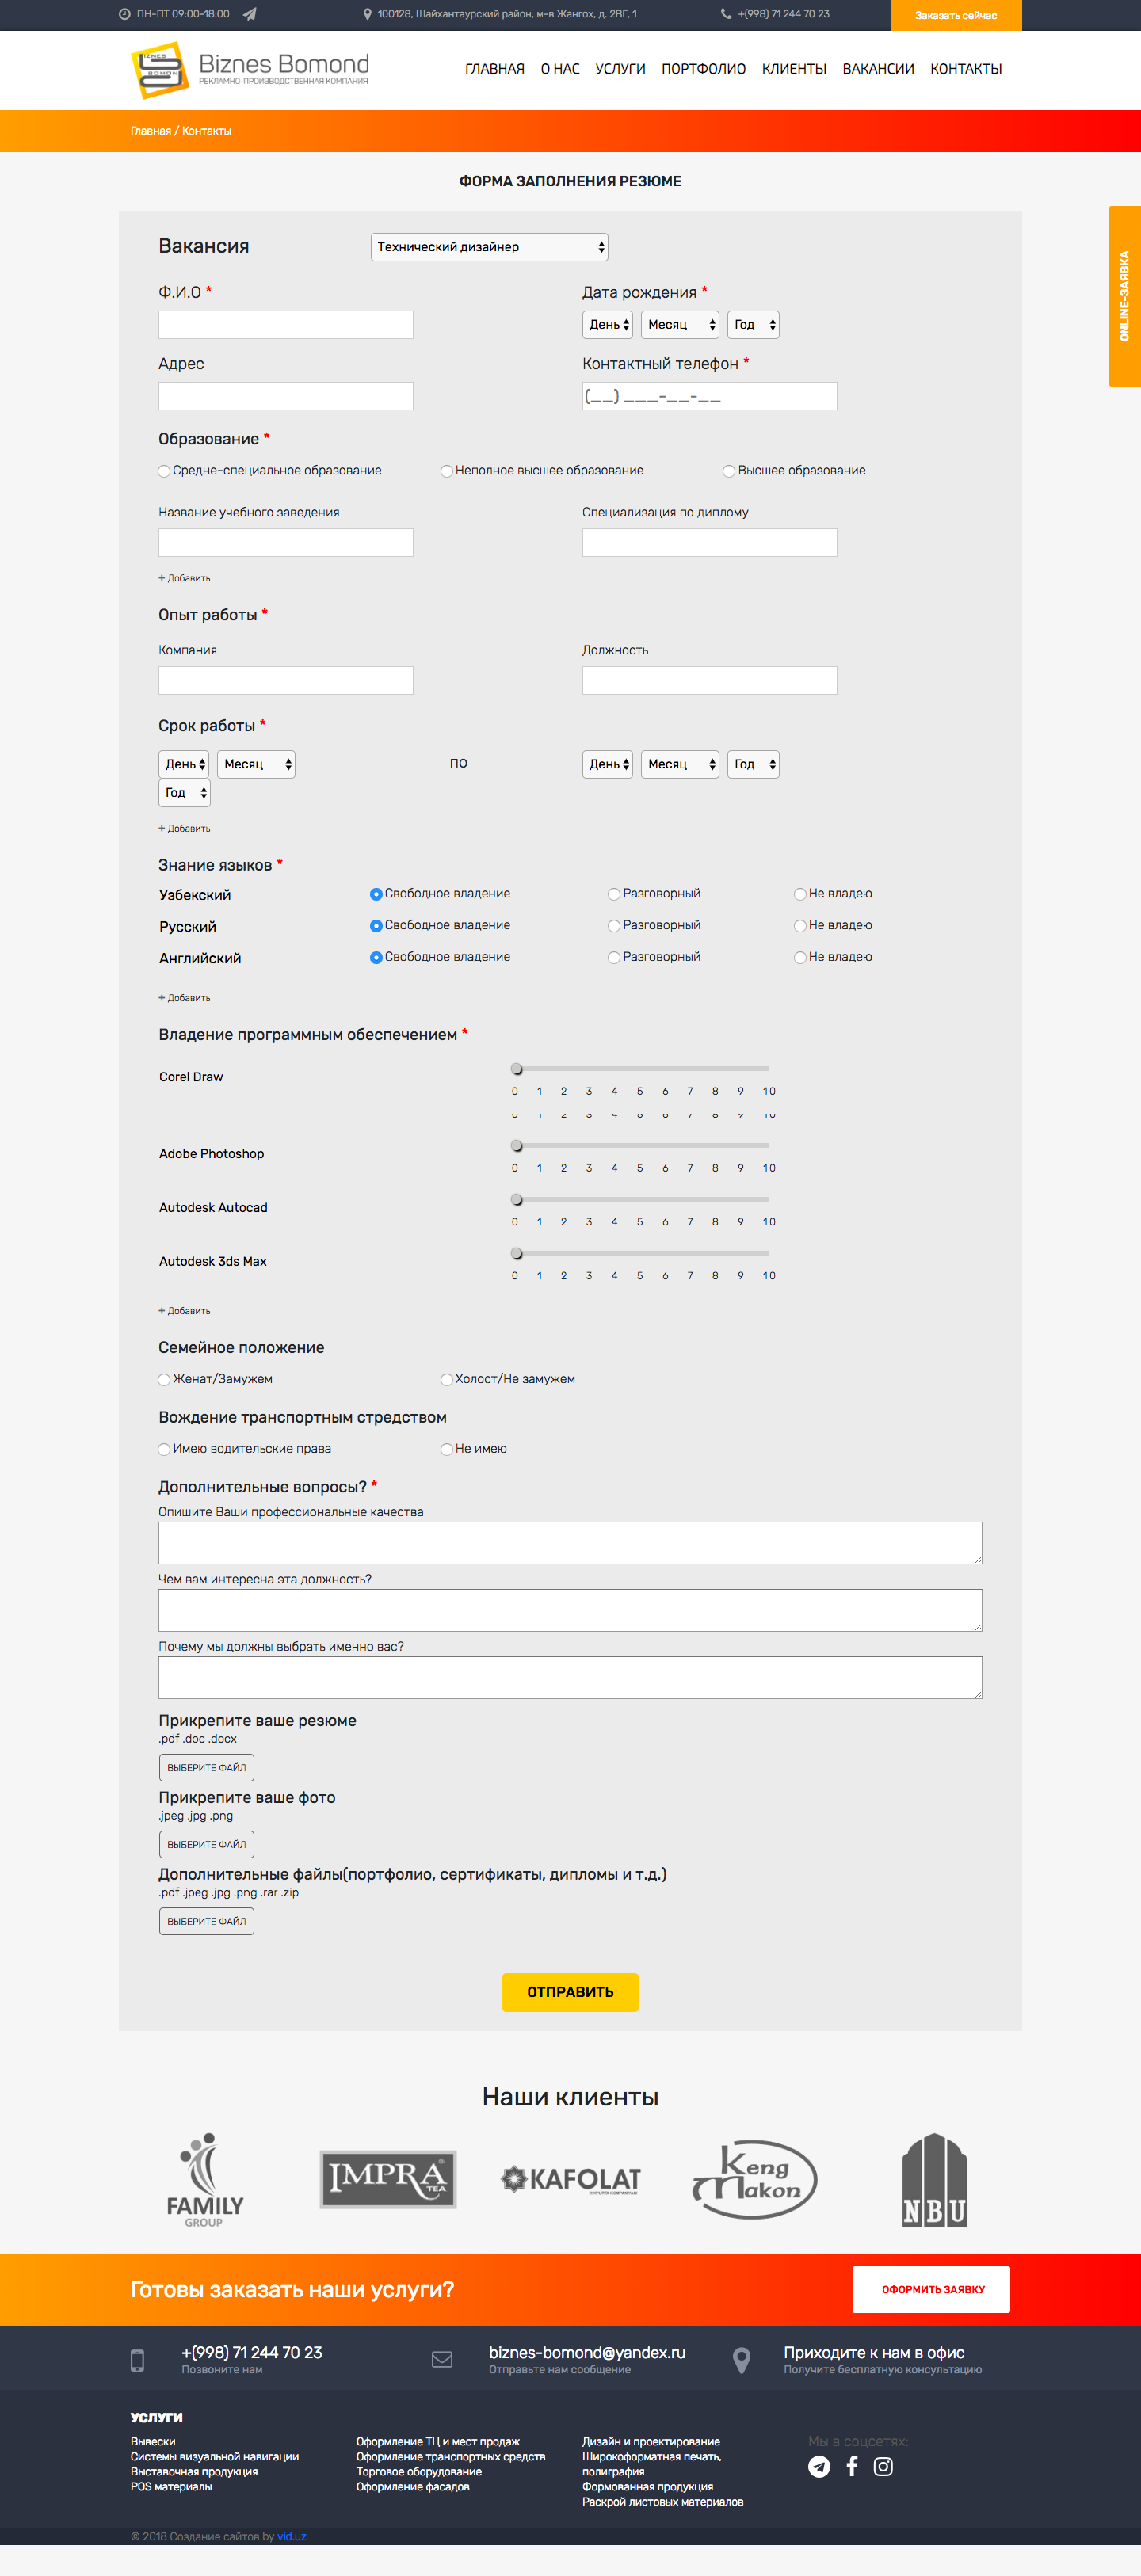 ПН-ПТ 09:00-18:00
100128, Шайхантаурский район, м-в Жангох, д. 2ВГ, 1
+(998) 71 244 70 23
Заказать сейчас
BIZNES
BOMOND
Biznes Bomond
РЕКЛАМНО-ПРОИЗВОДСТВЕННАЯ КОМПАНИЯ
ГЛАВНАЯ О НАС УСЛУГИ ПОРТФОЛИО КЛИЕНТЫ ВАКАНСИИ КОНТАКТЫ
Главная / Контакты
ФОРМА ЗАПОЛНЕНИЯ РЕЗЮМЕ
ONLINE-ЗАЯВКА
Вакансия Технический дизайнер
Ф.И.О * Дата рождения *
День Месяц Год
Адрес Контактный телефон *
(__) ___-__-__
Образование *
Средне-специальное образование Неполное высшее образование Высшее образование
Название учебного заведения Специализация по диплому
+ Добавить
Опыт работы *
Компания Должность
Срок работы *
День Месяц ПО День Месяц Год
Год
+ Добавить
Знание языков *
Узбекский Свободное владение Разговорный Не владею
Русский Свободное владение Разговорный Не владею
Английский Свободное владение Разговорный Не владею
+ Добавить
Владение программным обеспечением *
Corel Draw
0 1 2 3 4 5 6 7 8 9 10
0 1 2 3 4 5 6 7 8 9 10
Adobe Photoshop
0 1 2 3 4 5 6 7 8 9 10
Autodesk Autocad
0 1 2 3 4 5 6 7 8 9 10
Autodesk 3ds Max
0 1 2 3 4 5 6 7 8 9 10
+ Добавить
Семейное положение
Женат/Замужем Холост/Не замужем
Вождение транспортным стредством
Имею водительские права Не имею
Дополнительные вопросы? *
Опишите Ваши профессиональные качества
Чем вам интересна эта должность?
Почему мы должны выбрать именно вас?
Прикрепите ваше резюме
.pdf .doc .docx
ВЫБЕРИТЕ ФАЙЛ
Прикрепите ваше фото
.jpeg .jpg .png
ВЫБЕРИТЕ ФАЙЛ
Дополнительные файлы(портфолио, сертификаты, дипломы и т.д.)
.pdf .jpeg .jpg .png .rar .zip
ВЫБЕРИТЕ ФАЙЛ
ОТПРАВИТЬ
Наши клиенты
FAMILY
GROUP
IMPRA
TEA
KAFOLAT
Keng
Makon
NBU
Готовы заказать наши услуги?
ОФОРМИТЬ ЗАЯВКУ
+(998) 71 244 70 23
Позвоните нам
biznes-bomond@yandex.ru
Отправьте нам сообщение
Приходите к нам в офис
Получите бесплатную консультацию
УСЛУГИ
Вывески
Системы визуальной навигации
Выставочная продукция
POS материалы
Оформление ТЦ и мест продаж
Оформление транспортных средств
Торговое оборудование
Оформление фасадов
Дизайн и проектирование
Широкоформатная печать,
полиграфия
Формованная продукция
Раскрой листовых материалов
Мы в соцсетях:
© 2018 Создание сайтов by vid.uz